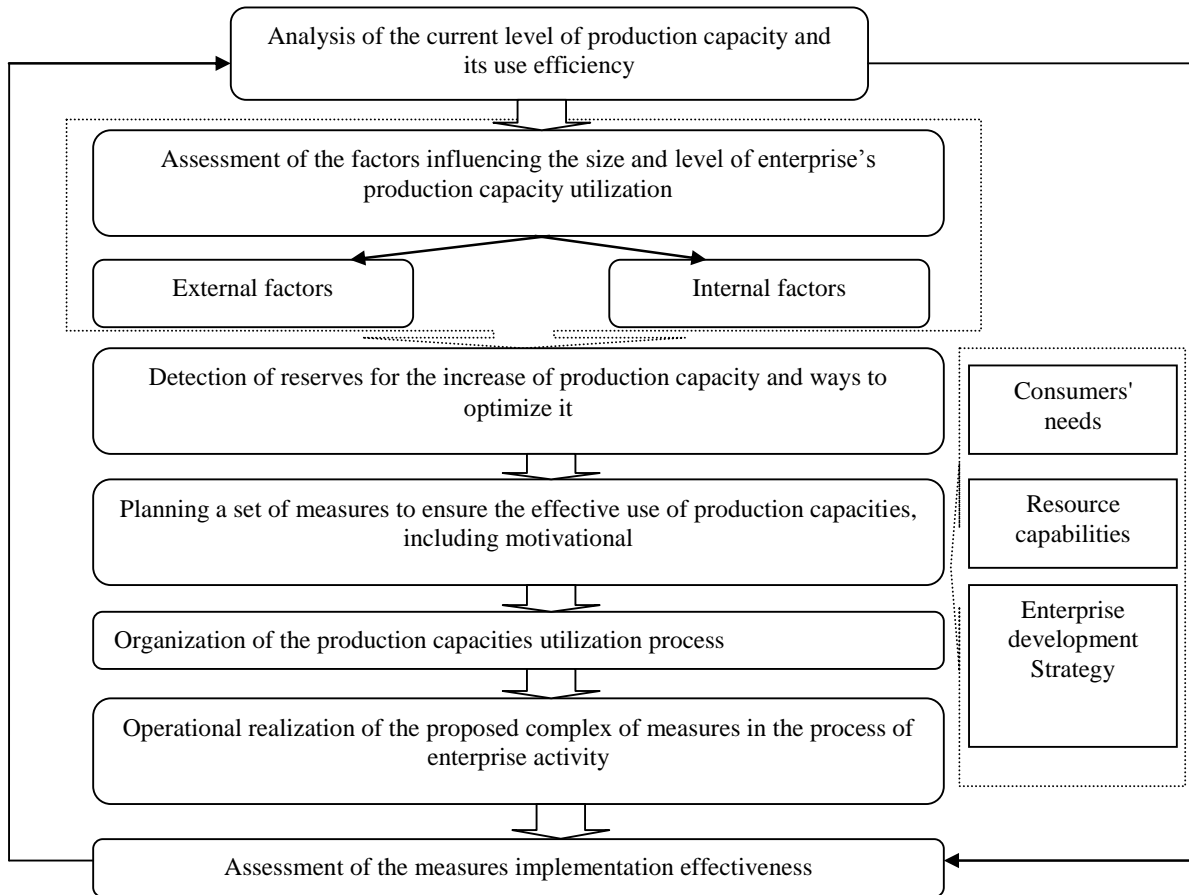 Analysis of the current level of production capacity and
its use efficiency
Assessment of the factors influencing the size and level of enterprise’s
production capacity utilization
External factors
Internal factors
Detection of reserves for the increase of production capacity and ways to
optimize it
Planning a set of measures to ensure the effective use of production capacities,
including motivational
Organization of the production capacities utilization process
Operational realization of the proposed complex of measures in the process of
enterprise activity
Assessment of the measures implementation effectiveness
Consumers'
needs
Resource
capabilities
Enterprise
development
Strategy